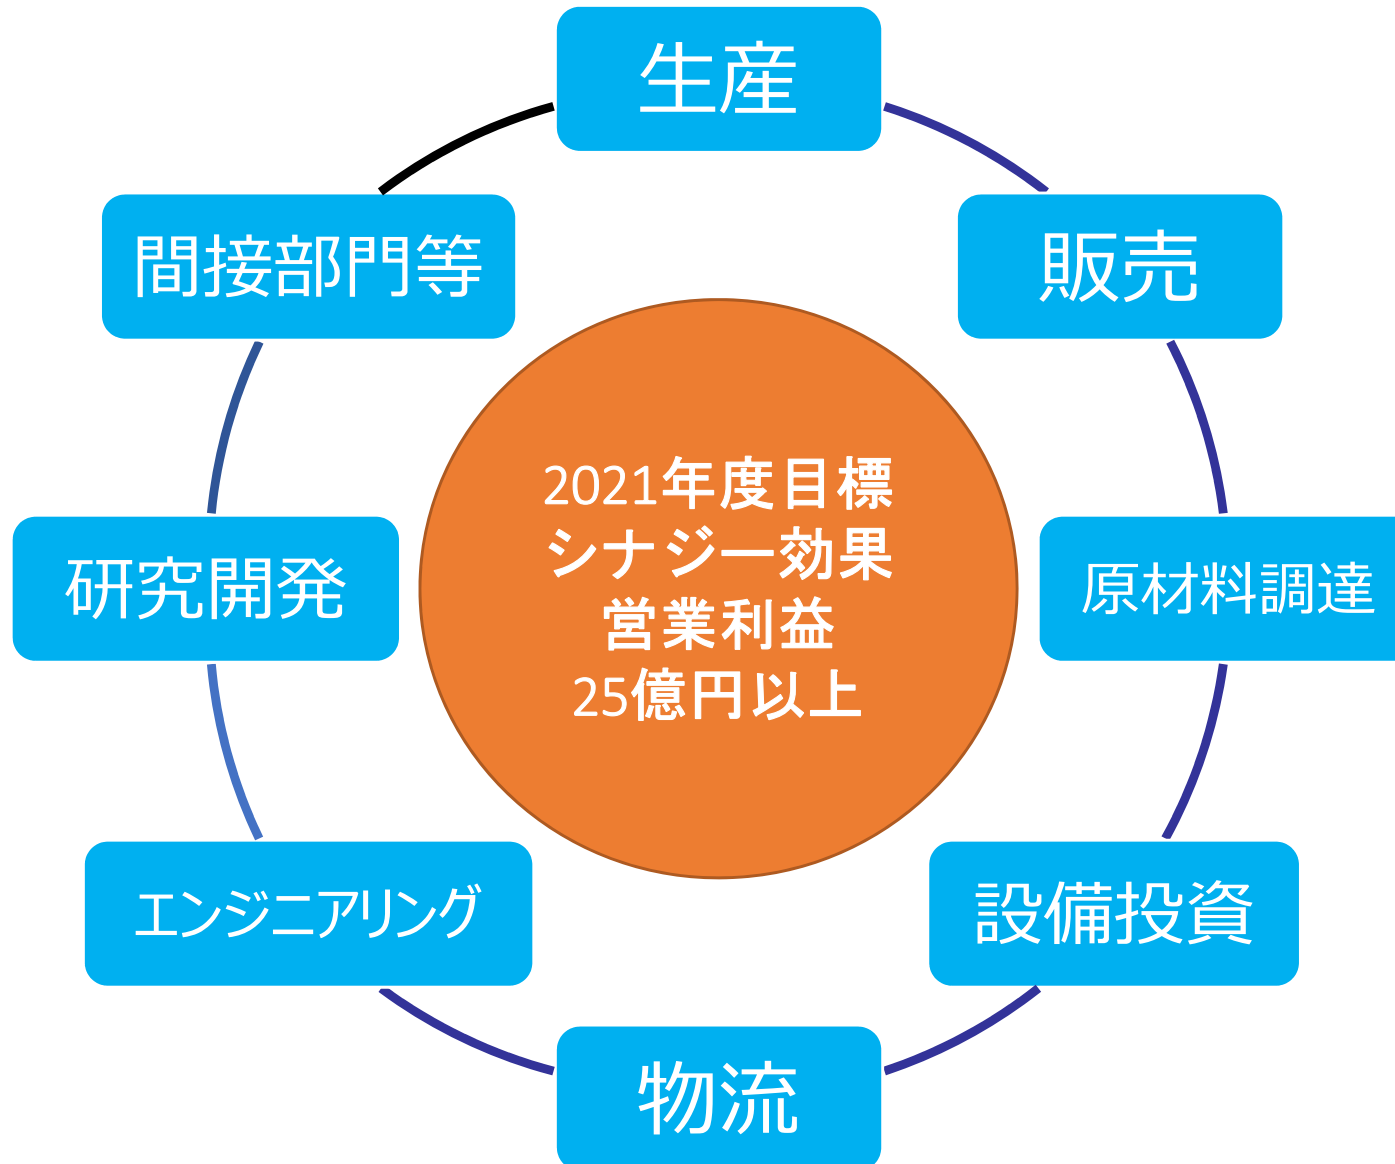 生産
間接部門等
販売
2021年度目標
シナジー効果
営業利益
25億円以上
研究開発
原材料調達
エンジニアリング
設備投資
物流